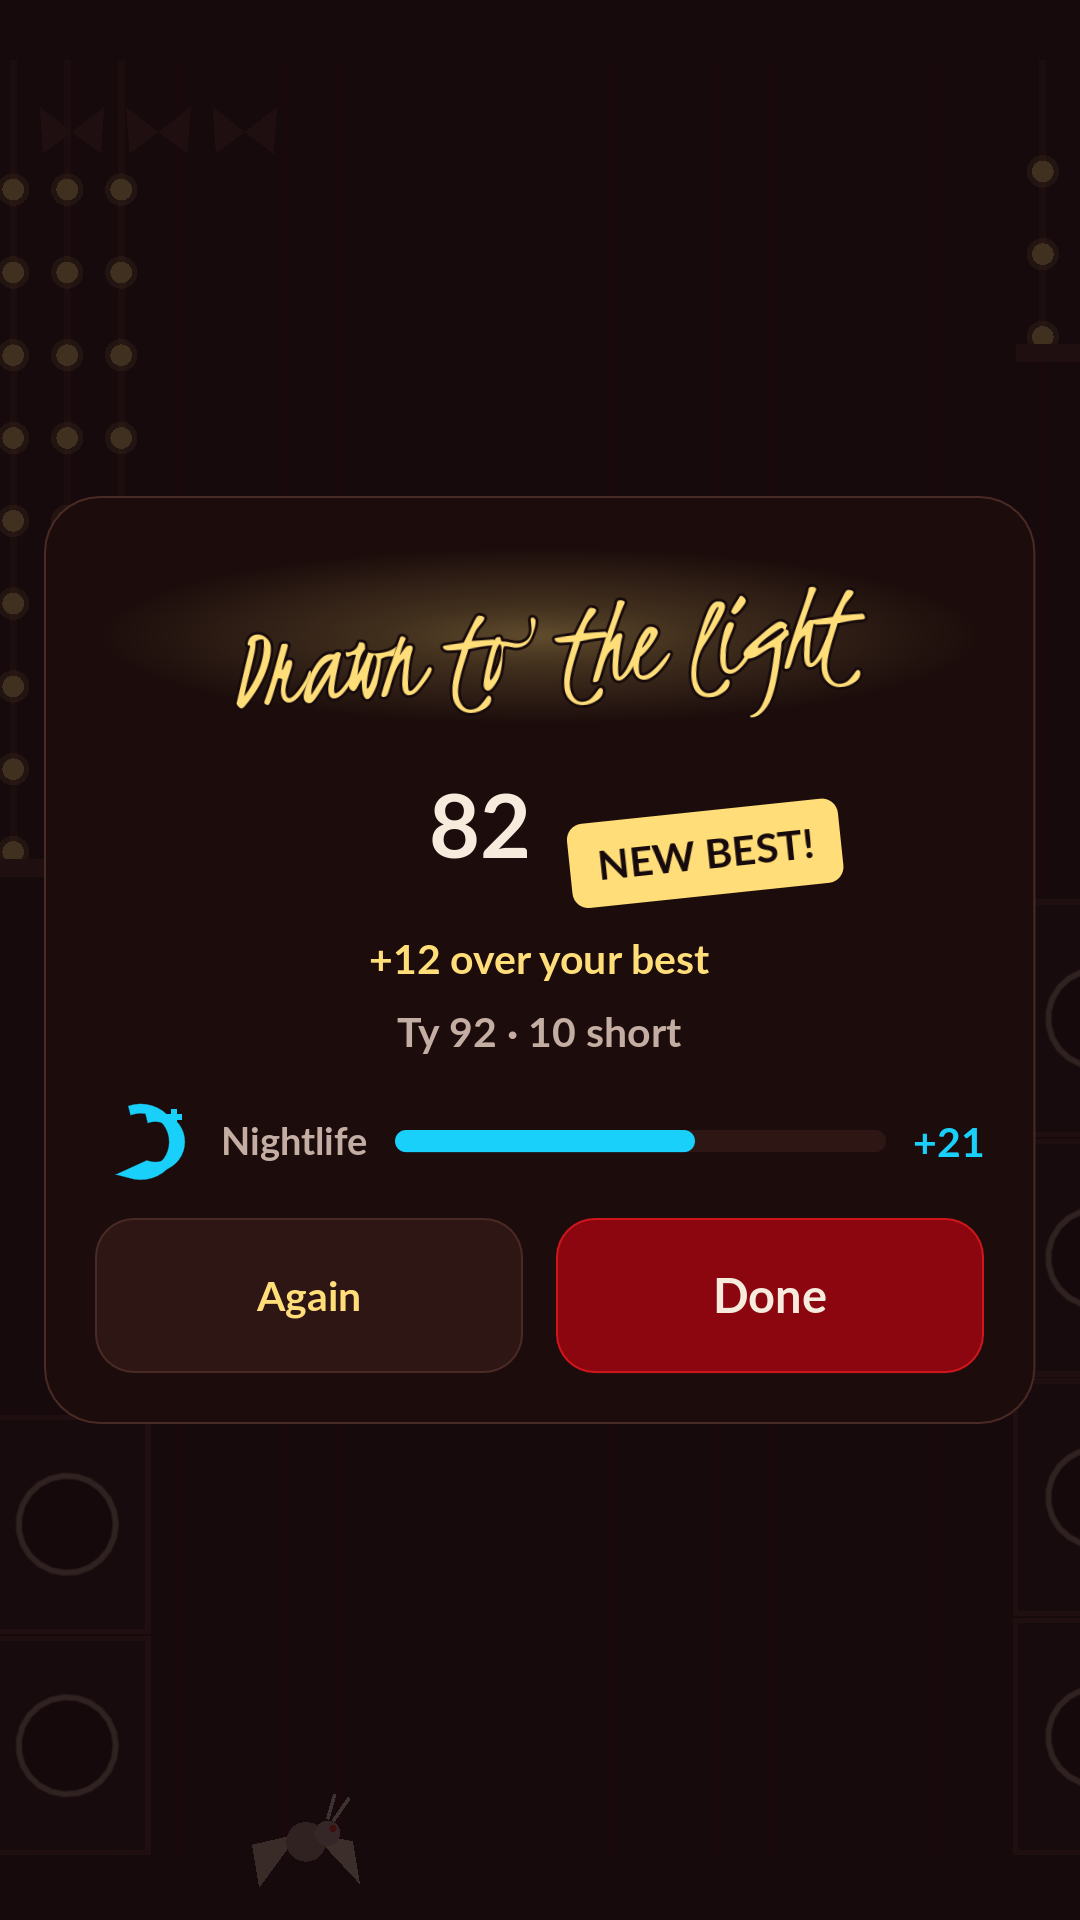 Drawn to the light
82
NEW BEST!
+12 over your best
Ty 92 · 10 short
Nightlife
+21
Again
Done